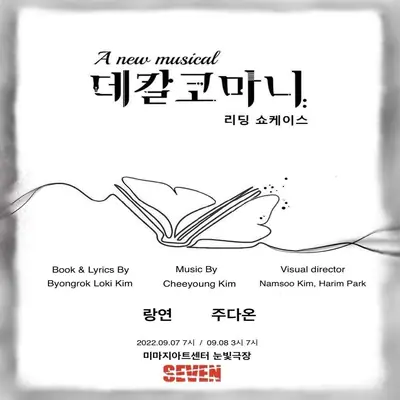 A new musical
데칼코마니:
리딩 쇼케이스
Book & Lyrics By
Byongrok Loki Kim
Music By
Cheeyoung Kim
Visual director
Namsoo Kim, Harim Park
랑연 주다온
2022.09.07 7시 / 09.08 3시 7시
미마지아트센터 눈빛극장
SEVEN